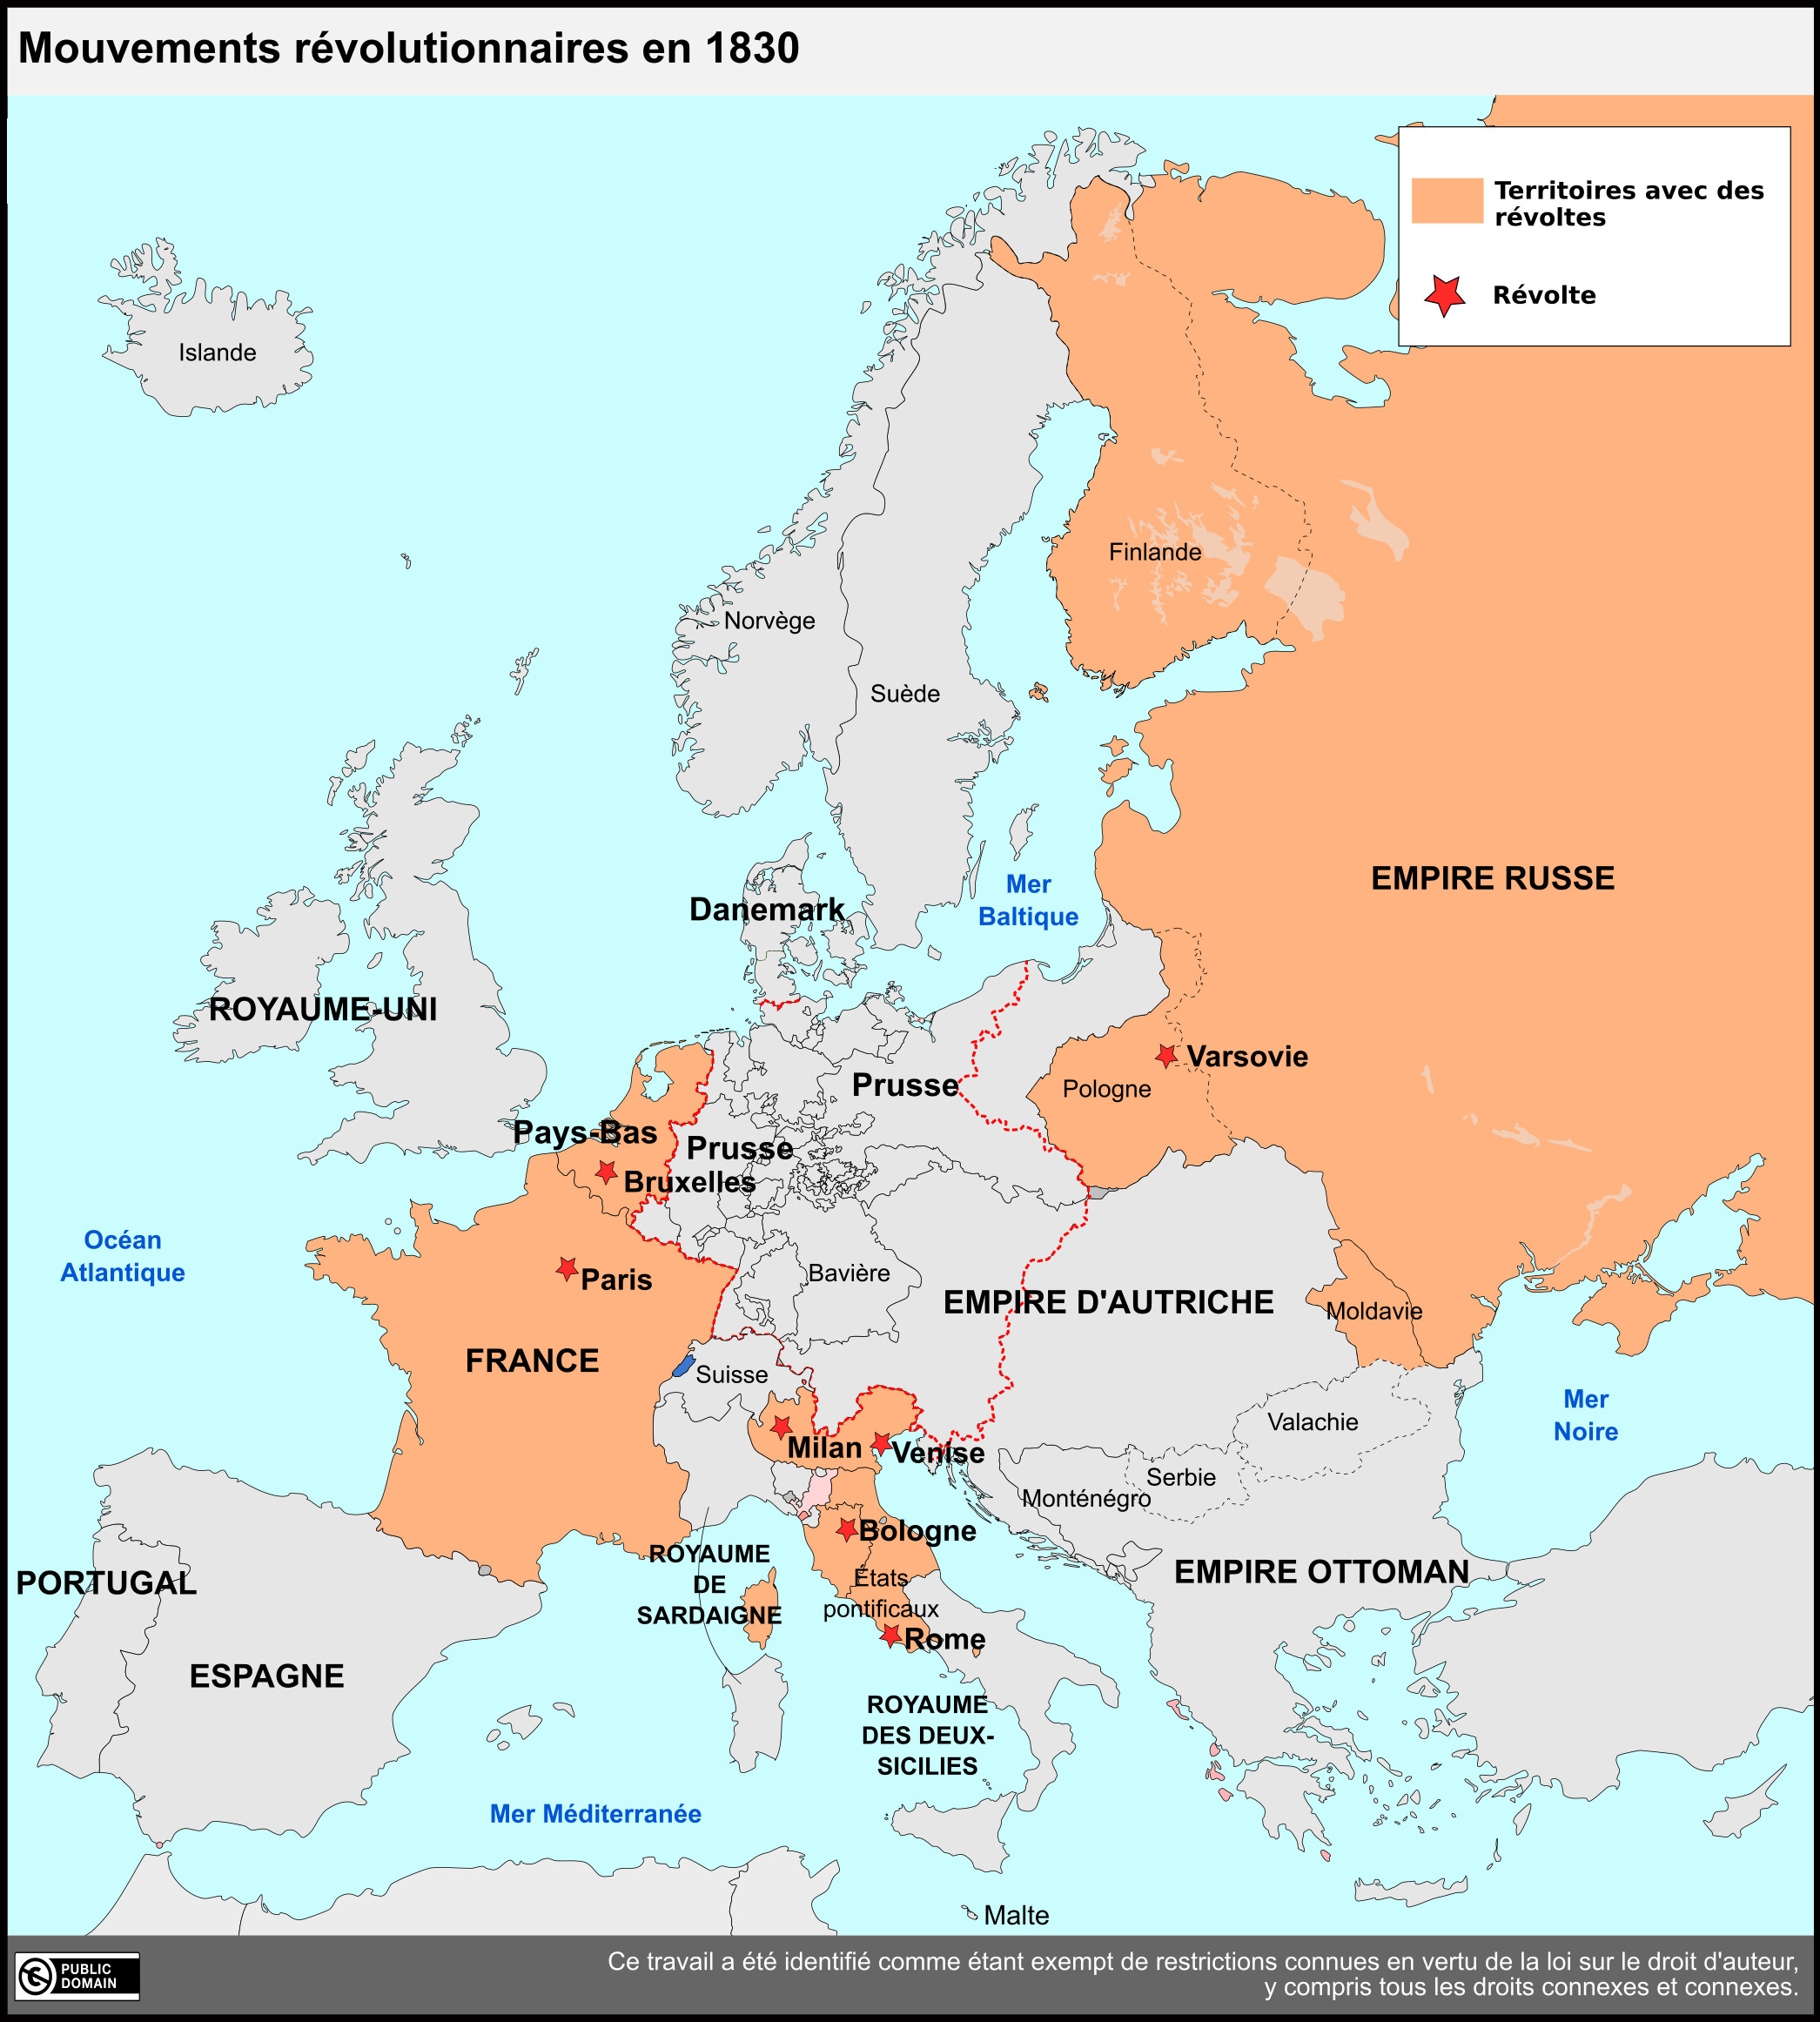 Mouvements révolutionnaires en 1830
Territoires avec des
révoltes
Révolte
Islande
Finlande
Norvège
Suède
EMPIRE RUSSE
Mer
Baltique
Danemark
ROYAUME-UNI
Varsovie
Prusse
Pologne
Pays-Bas
Prusse
Bruxelles
Océan
Atlantique
Paris
Bavière
EMPIRE D'AUTRICHE
Moldavie
FRANCE
Suisse
Mer
Noire
Valachie
Milan
Venise
Serbie
Monténégro
Bologne
ROYAUME
DE
SARDAIGNE
EMPIRE OTTOMAN
PORTUGAL
Etats
pontificaux
Rome
ESPAGNE
ROYAUME
DES DEUX-
SICILIES
Mer Méditerranée
Malte
PUBLIC
DOMAIN
Ce travail a été identifié comme étant exempt de restrictions connues en vertu de la loi sur le droit d'auteur,
y compris tous les droits connexes et connexes.